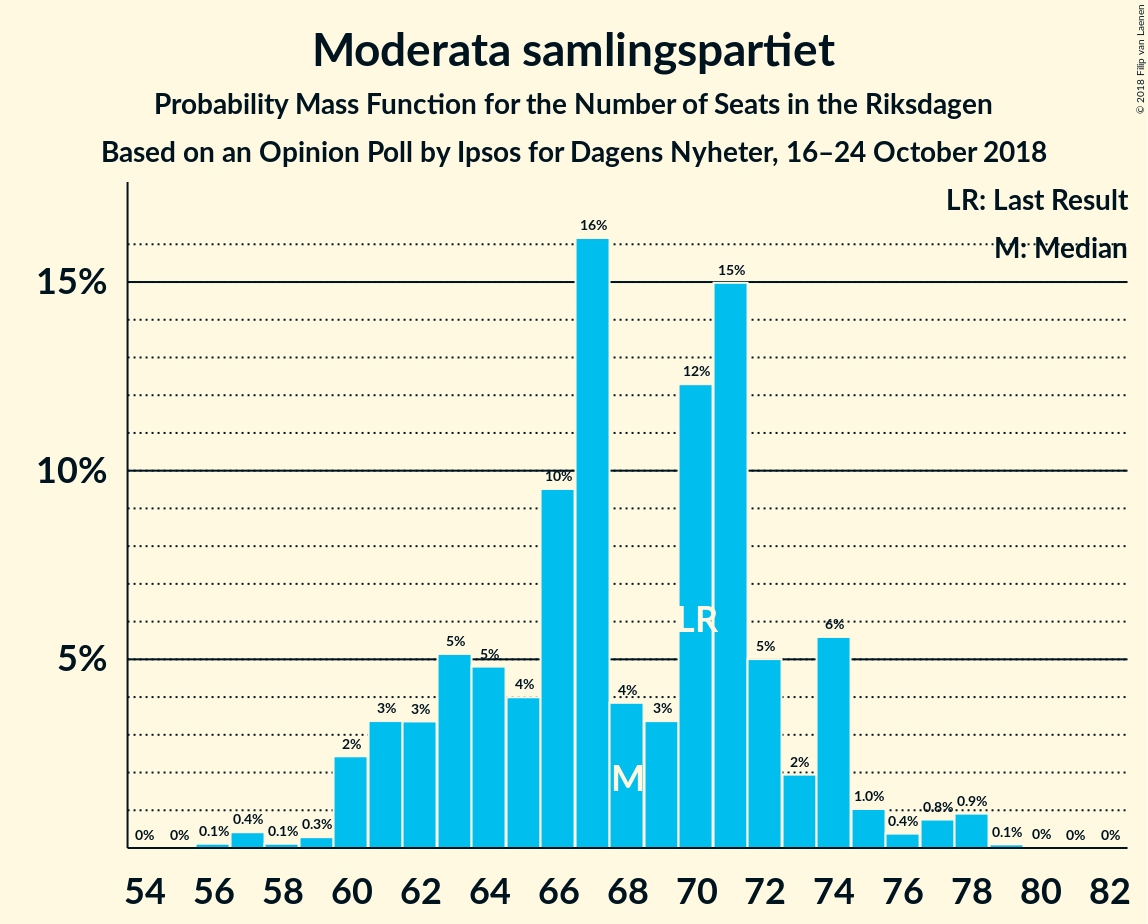 Moderata samlingspartiet
Probability Mass Function for the Number of Seats in the Riksdagen
Based on an Opinion Poll by Ipsos for Dagens Nyheter, 16–24 October 2018
© 2018 Filip van Laenen
LR: Last Result
M: Median
15%
10%
5%
0% 0% 0.1% 0.4% 0.1% 0.3% 2% 3% 3% 5% 5% 4% 10% 16% 4% 3% 12% 15% 5% 2% 6% 1.0% 0.4% 0.8% 0.9% 0.1% 0% 0% 0%
LR
M
54 56 58 60 62 64 66 68 70 72 74 76 78 80 82